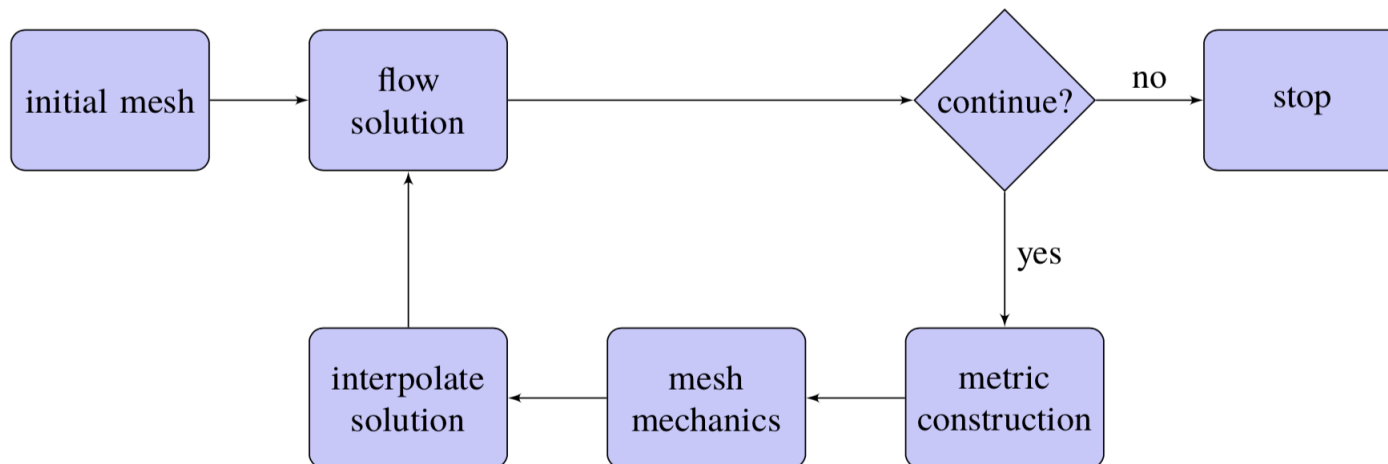 initial mesh
flow
solution
continue?
no
stop
yes
interpolate
solution
mesh
mechanics
metric
construction